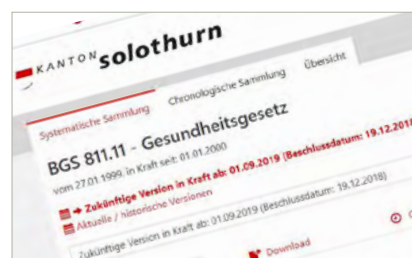 KANTON solothurn
Systematische Sammlung Chronologische Sammlung Übersicht
BGS 811.11 - Gesundheitsgesetz
vom 27.01.1999, in Kraft seit: 01.01.2000
Zukünftige Version in Kraft ab: 01.09.2019 (Beschlussdatum: 19.12.2018
Aktuelle / historische Versionen
Zukünftige Version in Kraft ab: 01.09.2019 (Beschlussdatum: 19.12.2018)
Download